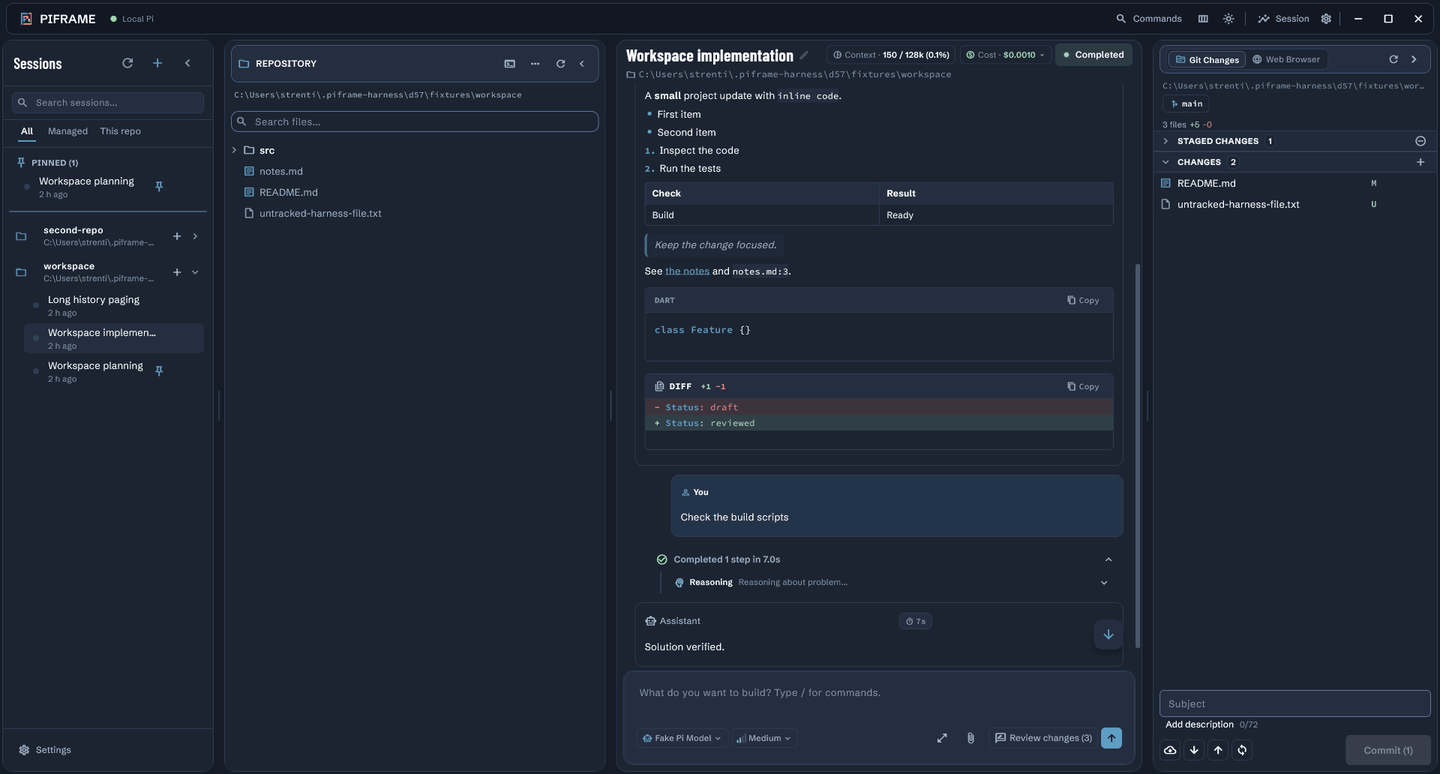 PIFRAME
Local Pi
Commands
Session
Sessions
Search sessions...
All Managed This repo
PINNED (1)
Workspace planning
2 h ago
second-repo
C:\Users\strenti\.piframe-...
workspace
C:\Users\strenti\.piframe-...
Long history paging
2 h ago
Workspace implemen...
2 h ago
Workspace planning
2 h ago
Settings
REPOSITORY
C:\Users\strenti\.piframe-harness\d57\fixtures\workspace
Search files...
src
notes.md
README.md
untracked-harness-file.txt
Workspace implementation
Context · 150 / 128k (0.1%)
Cost · $0.0010
Completed
C:\Users\strenti\.piframe-harness\d57\fixtures\workspace
A small project update with inline code.
• First item
• Second item
1. Inspect the code
2. Run the tests
Check Result
Build Ready
Keep the change focused.
See the notes and notes.md:3.
DART Copy
class Feature {}
DIFF +1 -1 Copy
- Status: draft
+ Status: reviewed
You
Check the build scripts
Completed 1 step in 7.0s
Reasoning Reasoning about problem...
Assistant 7s
Solution verified.
What do you want to build? Type / for commands.
Fake Pi Model Medium Review changes (3)
Git Changes Web Browser
C:\Users\strenti\.piframe-harness\d57\fixtures\wor...
main
3 files +5 -0
STAGED CHANGES 1
CHANGES 2
README.md M
untracked-harness-file.txt U
Subject
Add description 0/72
Commit (1)